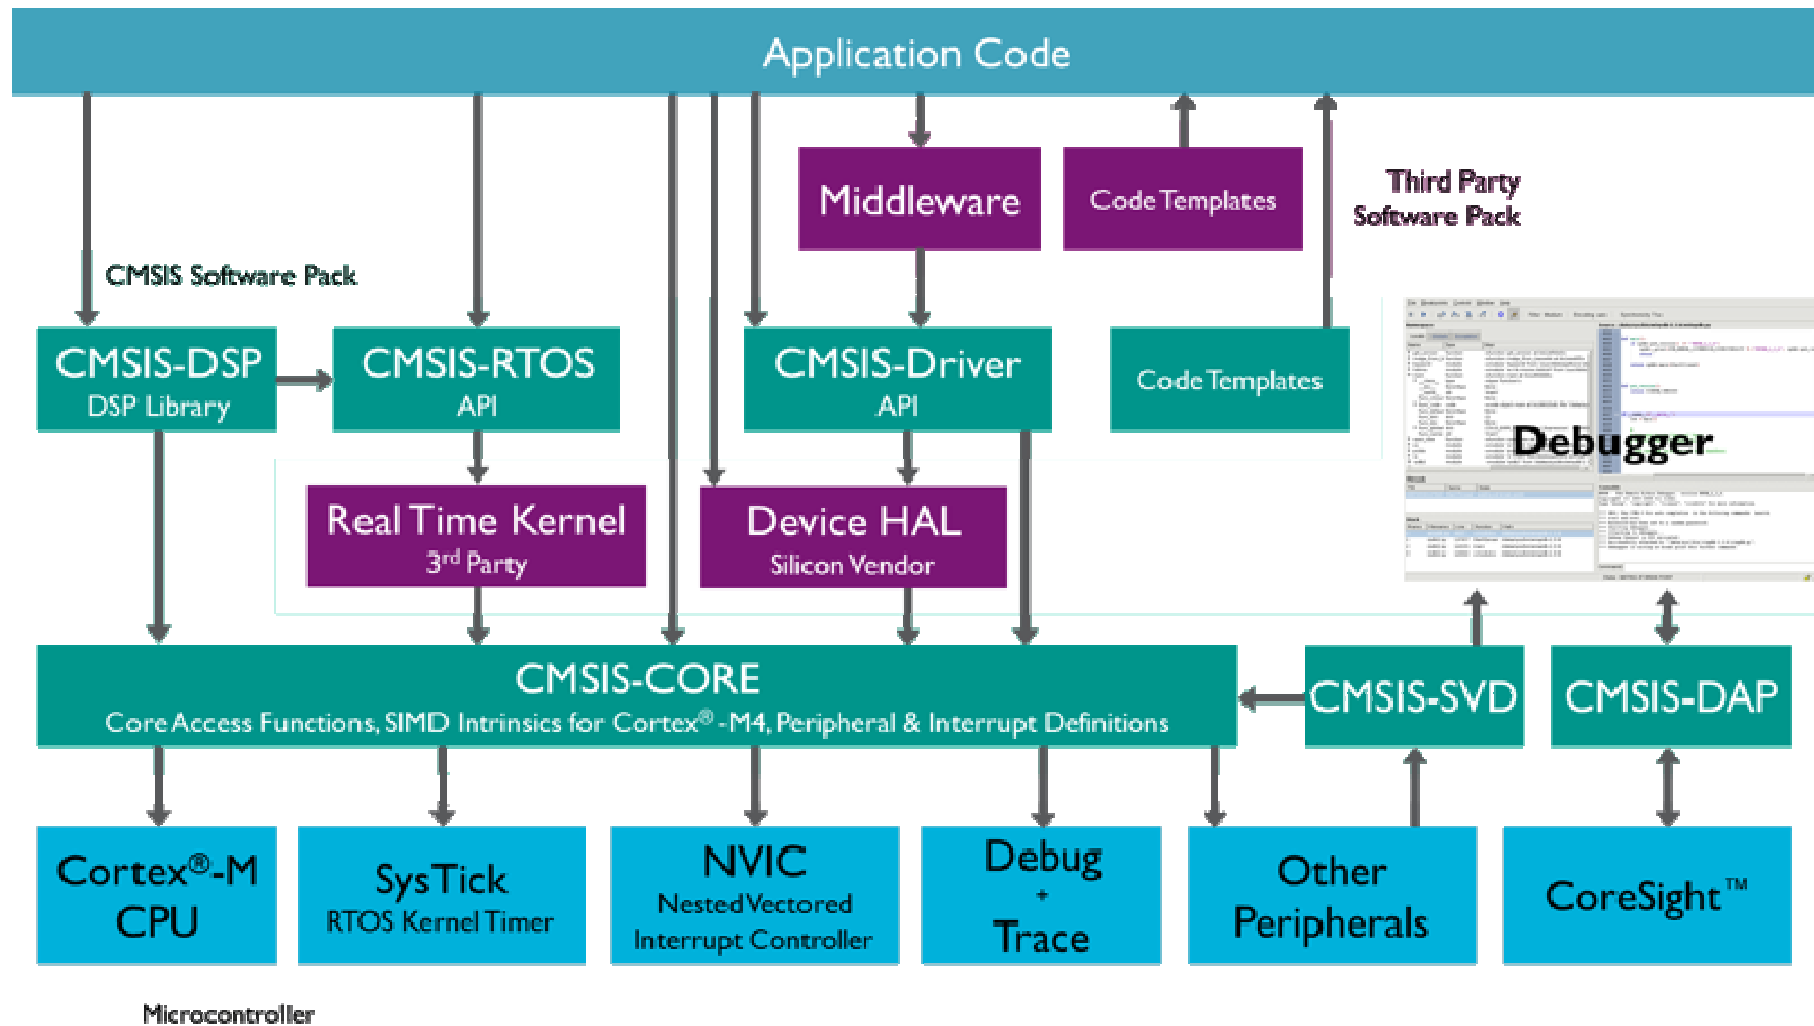 Application Code
Middleware
Code Templates
Third Party
Software Pack
CMSIS Software Pack
CMSIS-DSP
DSP Library
CMSIS-RTOS
API
CMSIS-Driver
API
Code Templates
Debugger
Real Time Kernel
3rd Party
Device HAL
Silicon Vendor
CMSIS-CORE
Core Access Functions, SIMD Intrinsics for Cortex®-M4, Peripheral & Interrupt Definitions
CMSIS-SVD
CMSIS-DAP
Cortex®-M
CPU
SysTick
RTOS Kernel Timer
NVIC
Nested Vectored
Interrupt Controller
Debug
+
Trace
Other
Peripherals
CoreSight™
Microcontroller